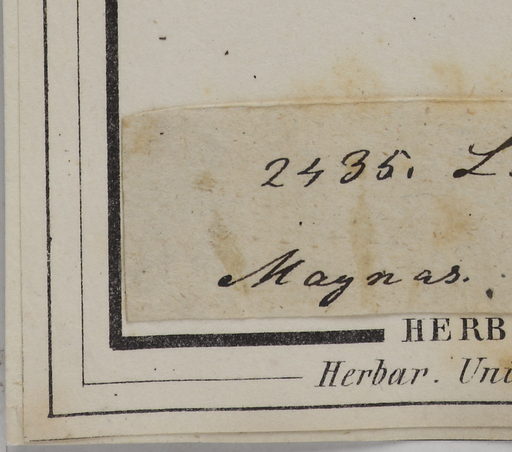 2435. L.
Maynas.
HERB
Herbar. Uni